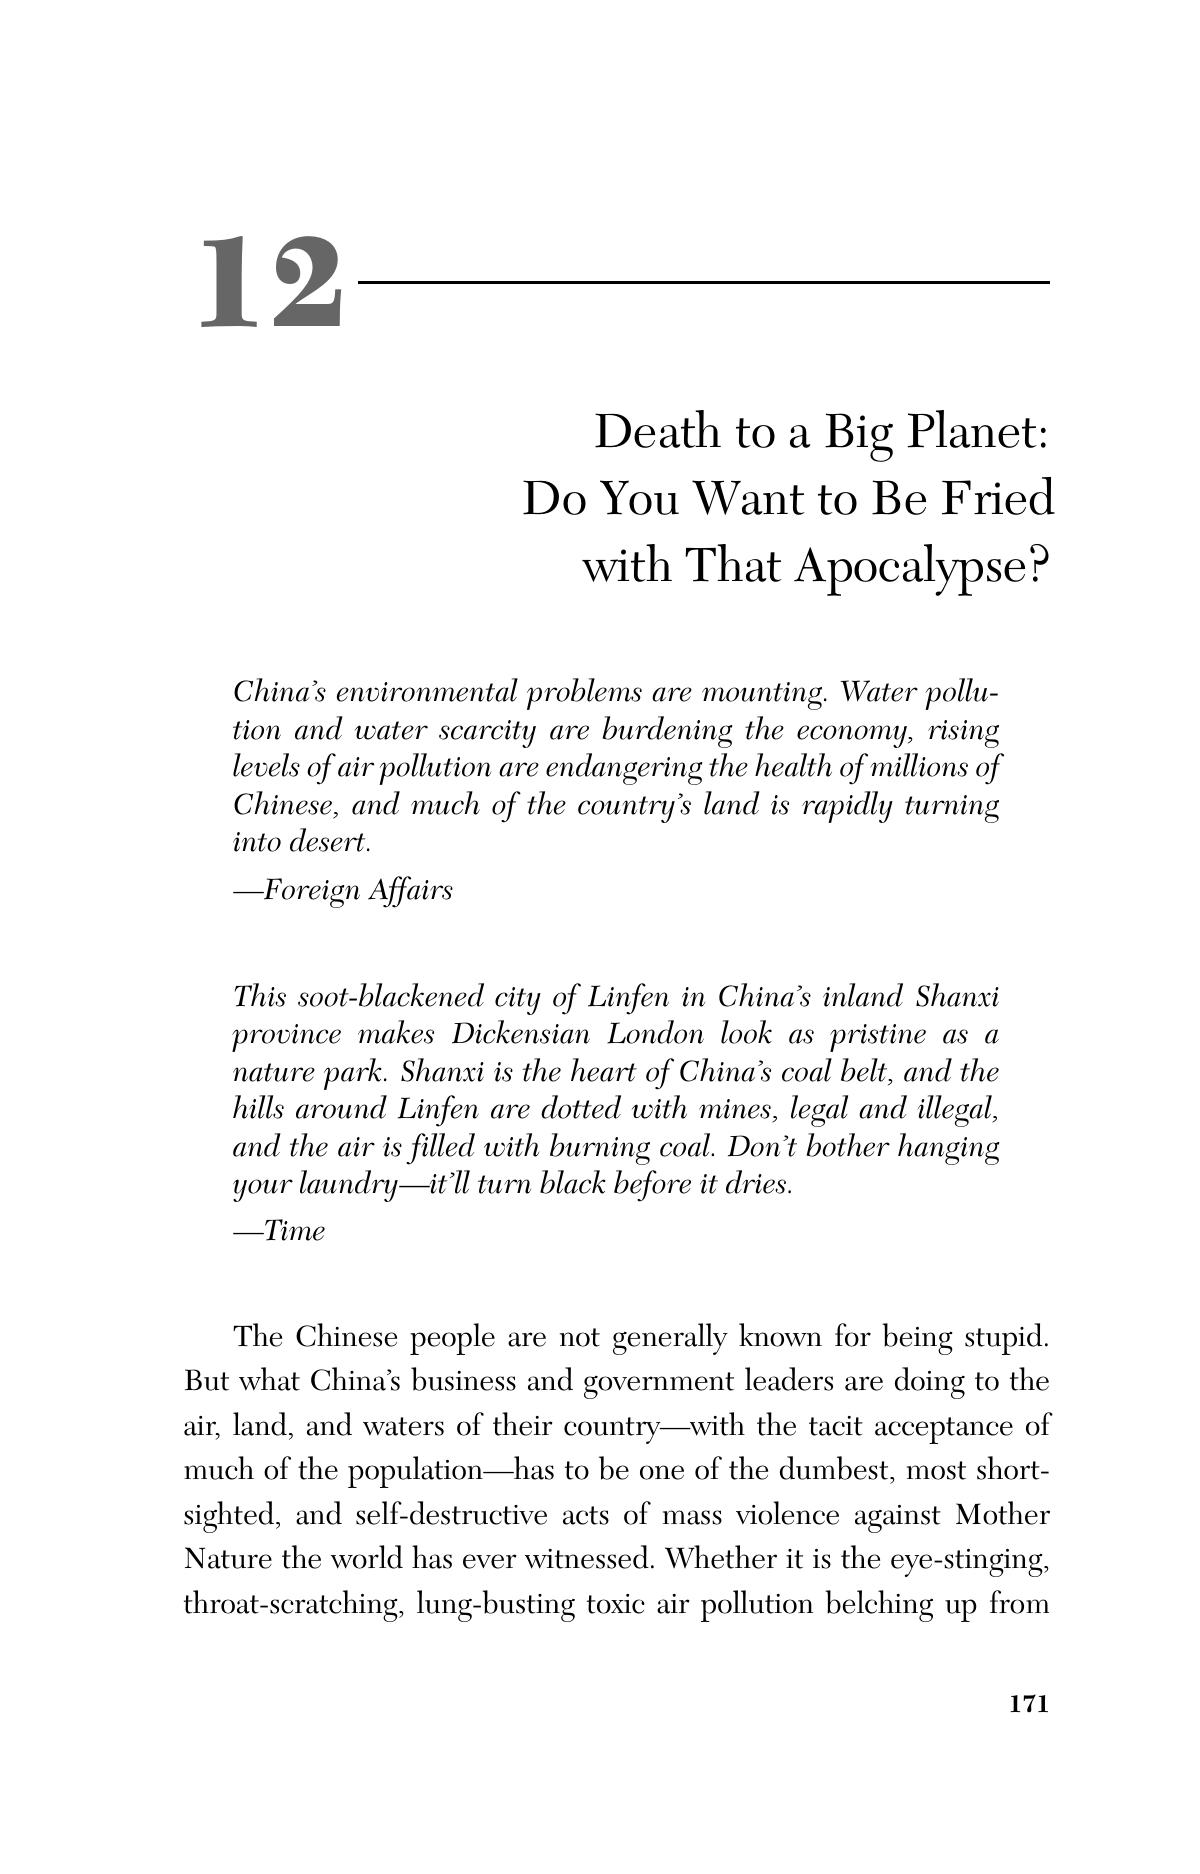 12
Death to a Big Planet:
Do You Want to Be Fried
with That Apocalypse?
China’s environmental problems are mounting. Water pollu-
tion and water scarcity are burdening the economy, rising
levels of air pollution are endangering the health of millions of
Chinese, and much of the country’s land is rapidly turning
into desert.
—Foreign Affairs
This soot-blackened city of Linfen in China’s inland Shanxi
province makes Dickensian London look as pristine as a
nature park. Shanxi is the heart of China’s coal belt, and the
hills around Linfen are dotted with mines, legal and illegal,
and the air is filled with burning coal. Don’t bother hanging
your laundry—it’ll turn black before it dries.
—Time
The Chinese people are not generally known for being stupid.
But what China’s business and government leaders are doing to the
air, land, and waters of their country—with the tacit acceptance of
much of the population—has to be one of the dumbest, most short-
sighted, and self-destructive acts of mass violence against Mother
Nature the world has ever witnessed. Whether it is the eye-stinging,
throat-scratching, lung-busting toxic air pollution belching up from
171